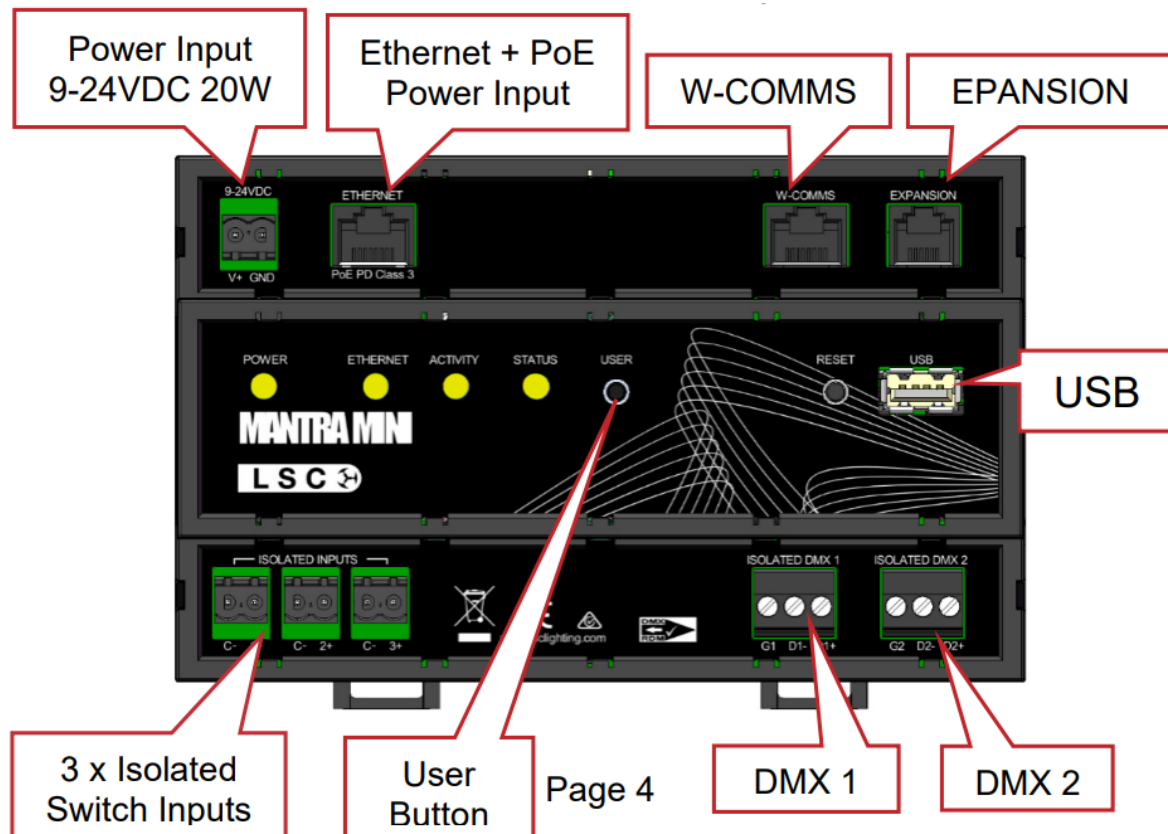 Power Input
9-24VDC 20W
Ethernet + PoE
Power Input
W-COMMS
EPANSION
9-24VDC
ETHERNET
W-COMMS
EXPANSION
V+ GND
PoE PD Class 3
POWER
ETHERNET
ACTIVITY
STATUS
USER
RESET
USB
USB
MANTRA MINI
LSC
ISOLATED INPUTS
ISOLATED DMX 1
ISOLATED DMX 2
DMX
RDM
C-
C- 2+
C- 3+
G1 D1-
G2 D2-
3 x Isolated
Switch Inputs
User
Button
Page 4
DMX 1
DMX 2